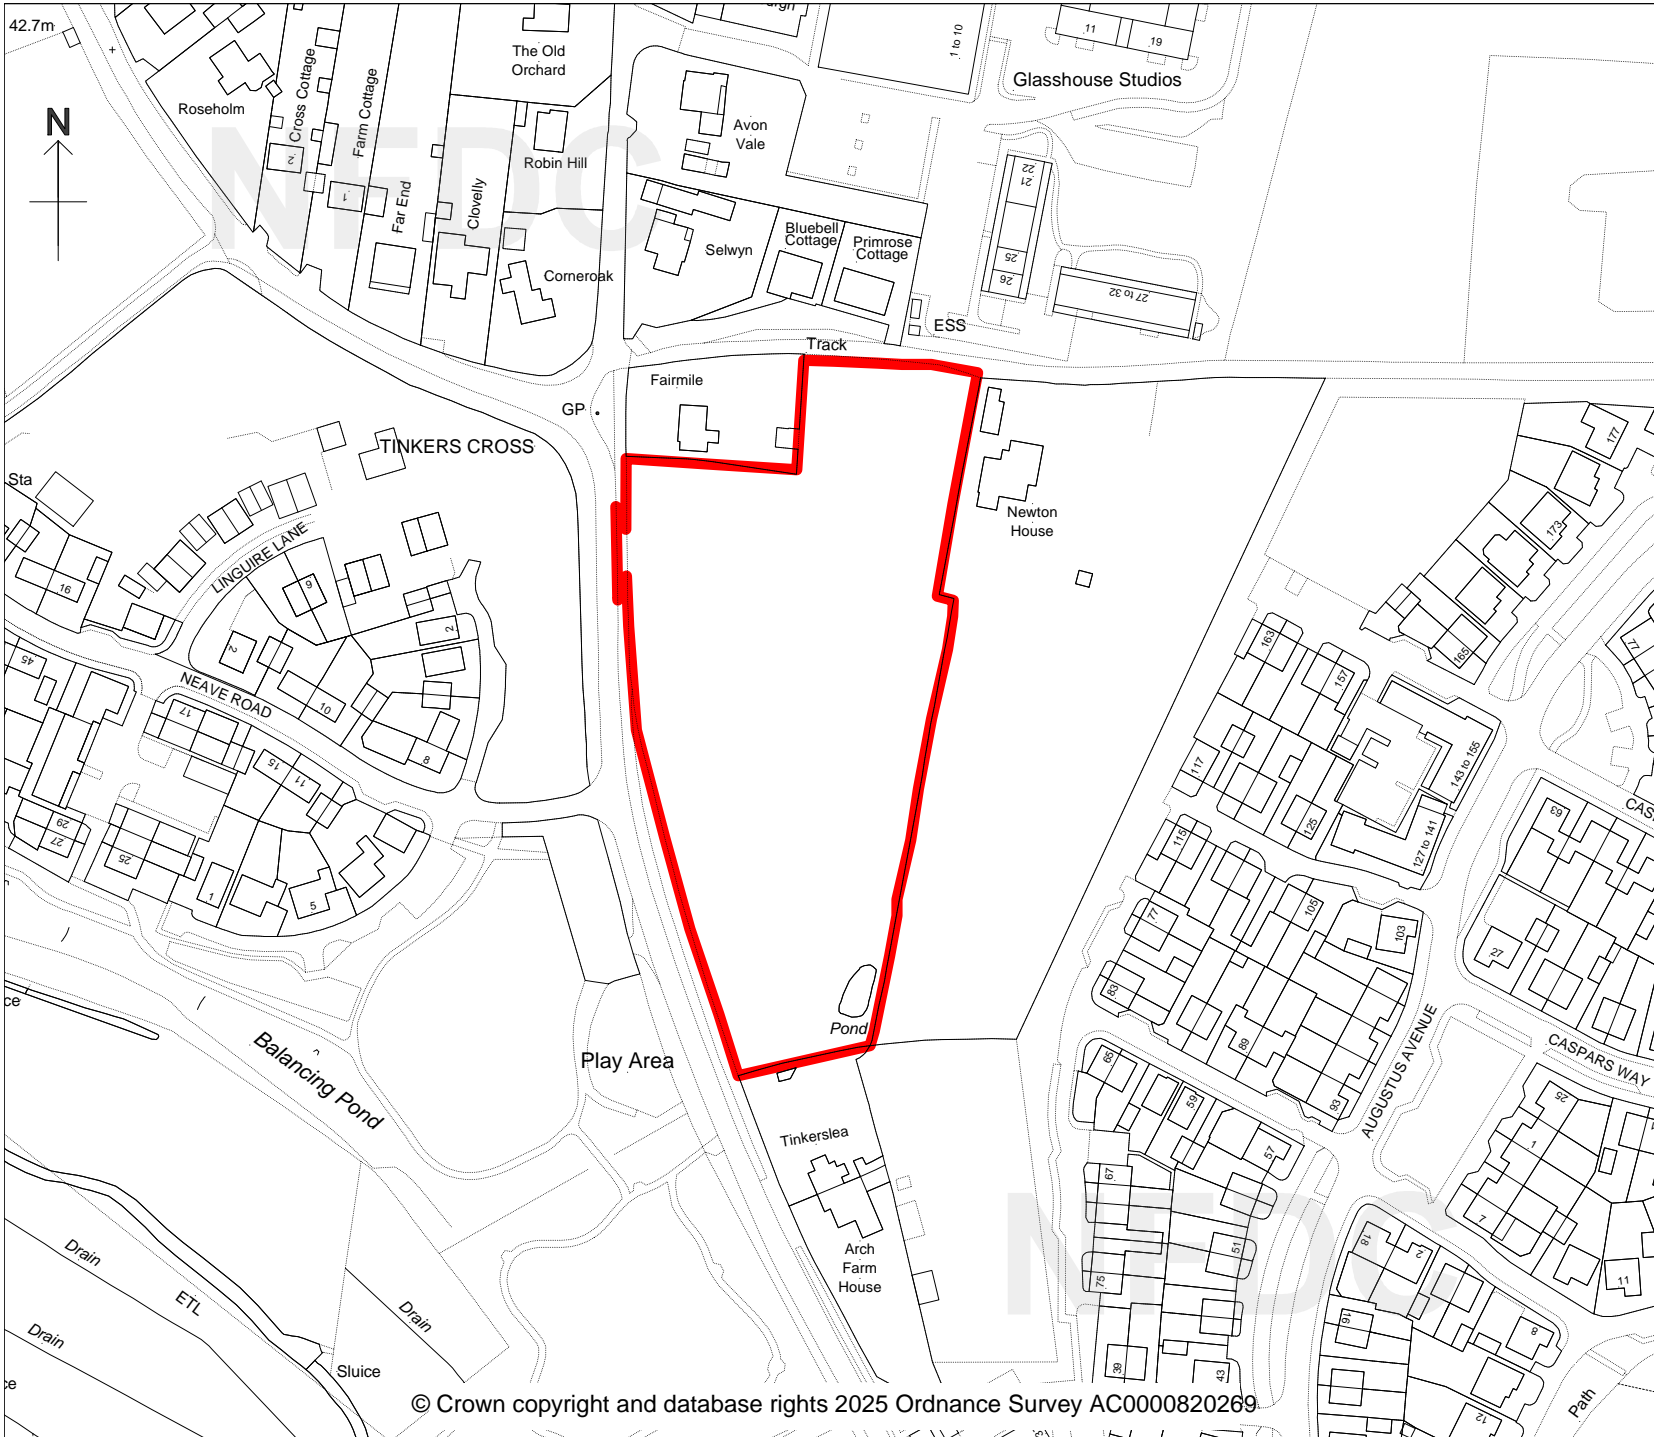 42.7m
N
Roseholm
Cross Cottage
2
Farm Cottage
1
Far End
Clovelly
The Old
Orchard
Robin Hill
Corneroak
Avon
Vale
Selwyn
Bluebell
Cottage
Primrose
Cottage
1 to 10
11
19
Glasshouse Studios
22
21
25
26
27 to 32
ESS
Track
NFDC
Fairmile
GP
TINKERS CROSS
Newton
House
Sta
16
LINGUIRE LANE
9
2
2
10
8
NEAVE ROAD
45
17
15
11
29
27
25
1
5
177
173
165
163
157
77
117
125
143 to 155
127 to 141
115
77
105
103
83
89
93
63
27
AUGUSTUS AVENUE
CASPARS WAY
Pond
Play Area
Balancing Pond
Tinkerslea
Arch
Farm
House
65
59
57
67
75
51
39
43
25
1
7
11
18
2
16
8
12
Path
NFDC
Drain
ETL
Drain
Drain
Sluice
© Crown copyright and database rights 2025 Ordnance Survey AC0000820269